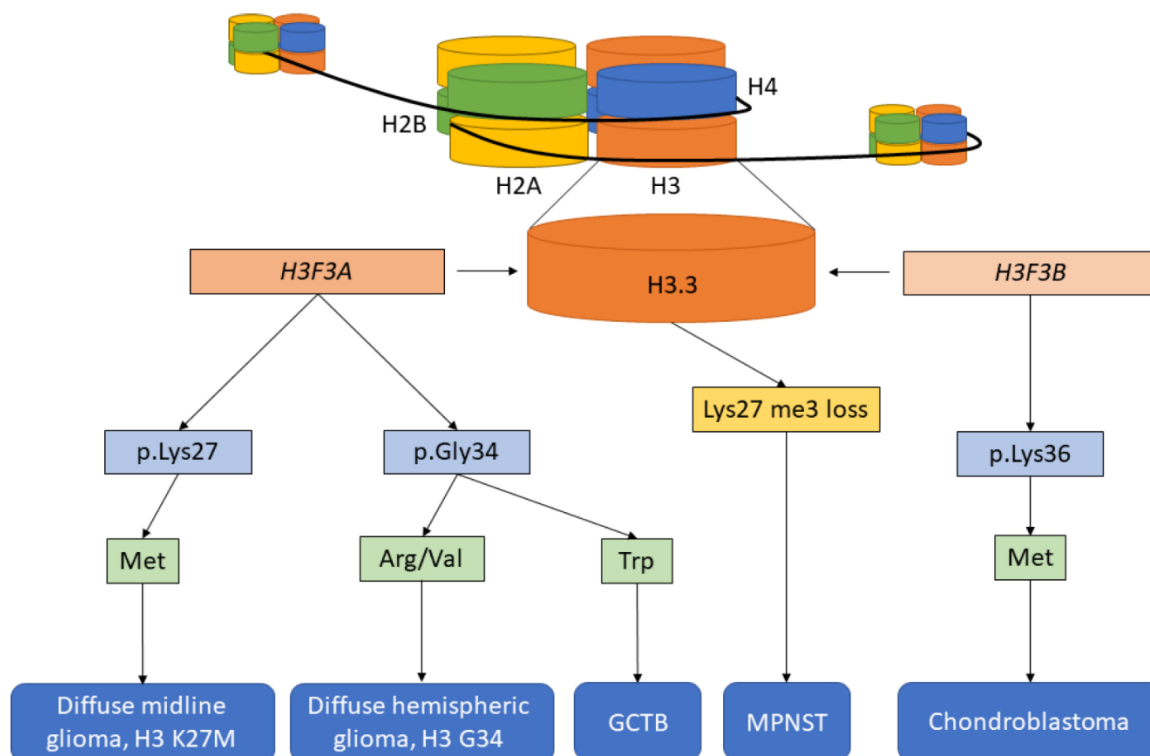 H4
H2B
H2A
H3
H3F3A
H3.3
H3F3B
Lys27 me3 loss
p.Lys27
p.Gly34
p.Lys36
Met
Arg/Val
Trp
Met
Diffuse midline
glioma, H3 K27M
Diffuse hemispheric
glioma, H3 G34
GCTB
MPNST
Chondroblastoma